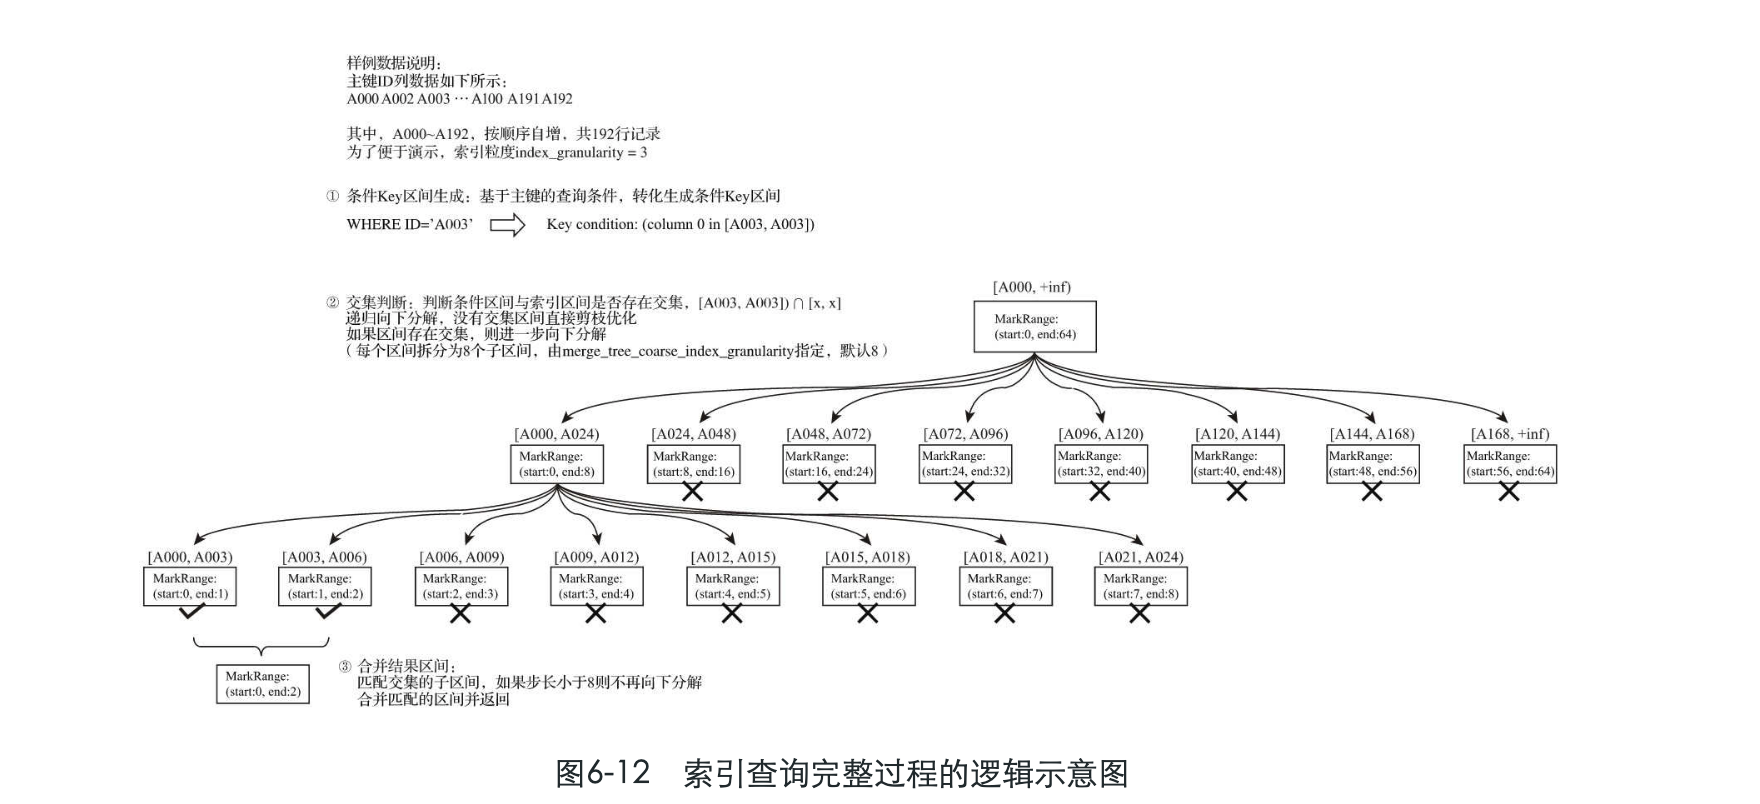 样例数据说明：
主键ID列数据如下所示：
A000 A002 A003 ··· A100 A191 A192
其中，A000~A192，按顺序自增，共192行记录
为了便于演示，索引粒度index_granularity = 3
① 条件Key区间生成：基于主键的查询条件，转化生成条件Key区间
WHERE ID=’A003’ Key condition: (column 0 in [A003, A003])
② 交集判断：判断条件区间与索引区间是否存在交集，[A003, A003]) ∩ [x, x]
递归向下分解，没有交集区间直接剪枝优化
如果区间存在交集，则进一步向下分解
（ 每个区间拆分为8个子区间，由merge_tree_coarse_index_granularity指定，默认8 ）
[A000, +inf)
MarkRange:
(start:0, end:64)
[A000, A024) [A024, A048) [A048, A072) [A072, A096) [A096, A120) [A120, A144) [A144, A168) [A168, +inf)
MarkRange: MarkRange: MarkRange: MarkRange: MarkRange: MarkRange: MarkRange: MarkRange:
(start:0, end:8) (start:8, end:16) (start:16, end:24) (start:24, end:32) (start:32, end:40) (start:40, end:48) (start:48, end:56) (start:56, end:64)
[A000, A003) [A003, A006) [A006, A009) [A009, A012) [A012, A015) [A015, A018) [A018, A021) [A021, A024)
MarkRange: MarkRange: MarkRange: MarkRange: MarkRange: MarkRange: MarkRange: MarkRange:
(start:0, end:1) (start:1, end:2) (start:2, end:3) (start:3, end:4) (start:4, end:5) (start:5, end:6) (start:6, end:7) (start:7, end:8)
MarkRange:
(start:0, end:2)
③ 合并结果区间：
匹配交集的子区间，如果步长小于8则不再向下分解
合并匹配的区间并返回
图6-12 索引查询完整过程的逻辑示意图